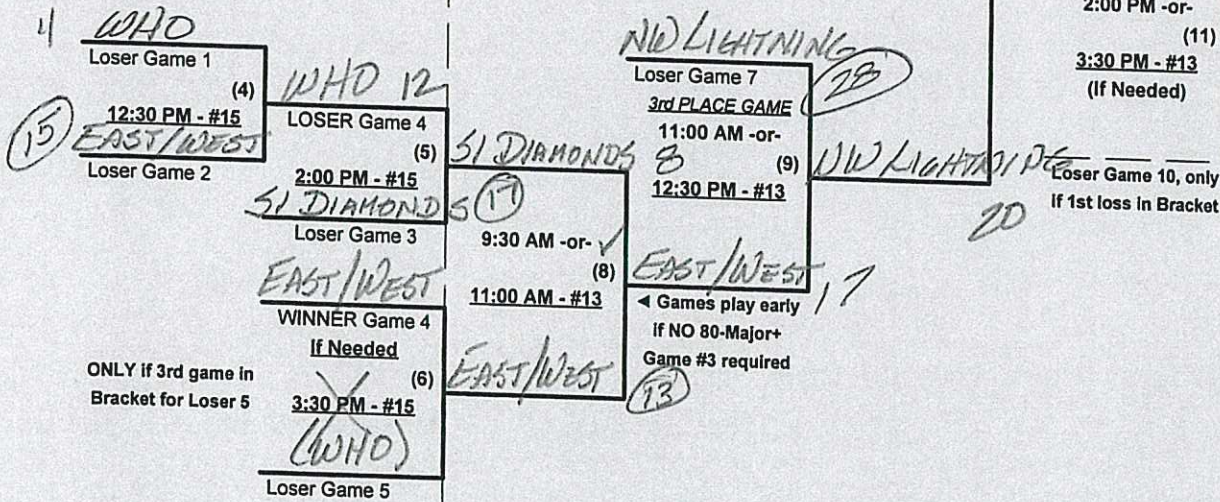 4 WHO
Loser Game 1
(4)
12:30 PM - #15
(15) EAST/WEST
Loser Game 2
WHO 12
LOSER Game 4
(5)
2:00 PM - #15
SI DIAMONDS (17)
Loser Game 3
EAST/WEST
WINNER Game 4
If Needed
(6)
3:30 PM - #15
(WHO)
Loser Game 5
ONLY if 3rd game in
Bracket for Loser 5
SI DIAMONDS 8
9:30 AM -or- ✓
(8)
11:00 AM - #13
EAST/WEST (13)
NW LIGHTNING (28)
Loser Game 7
3rd PLACE GAME
11:00 AM -or-
(9)
12:30 PM - #13
EAST/WEST 17
◄ Games play early
if NO 80-Major+
Game #3 required
NW LIGHTNING
20
2:00 PM -or-
(11)
3:30 PM - #13
(If Needed)
Loser Game 10, only
if 1st loss in Bracket